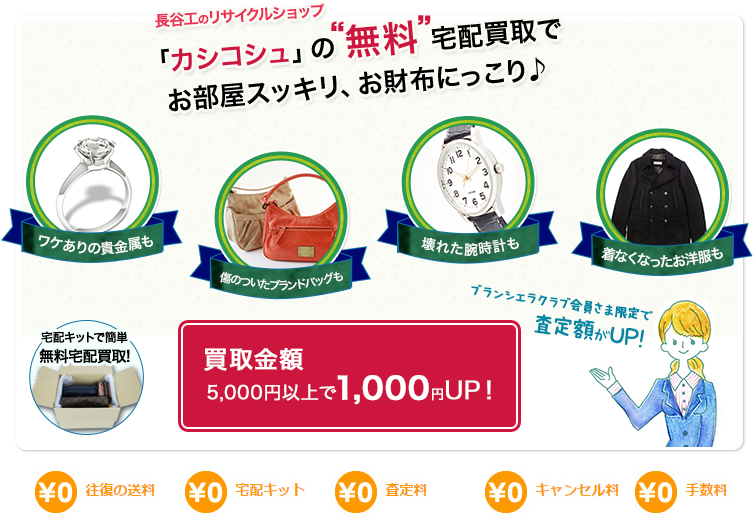 長谷工のリサイクルショップ
「カシコシュ」の“無料”宅配買取で
お部屋スッキリ、お財布にっこり♪
ワケありの貴金属も
傷のついたブランドバッグも
壊れた腕時計も
着なくなったお洋服も
宅配キットで簡単
無料宅配買取!
買取金額
5,000円以上で1,000円UP!
ブランシエラクラブ会員さま限定で
査定額がUP!
¥0 往復の送料
¥0 宅配キット
¥0 査定料
¥0 キャンセル料
¥0 手数料